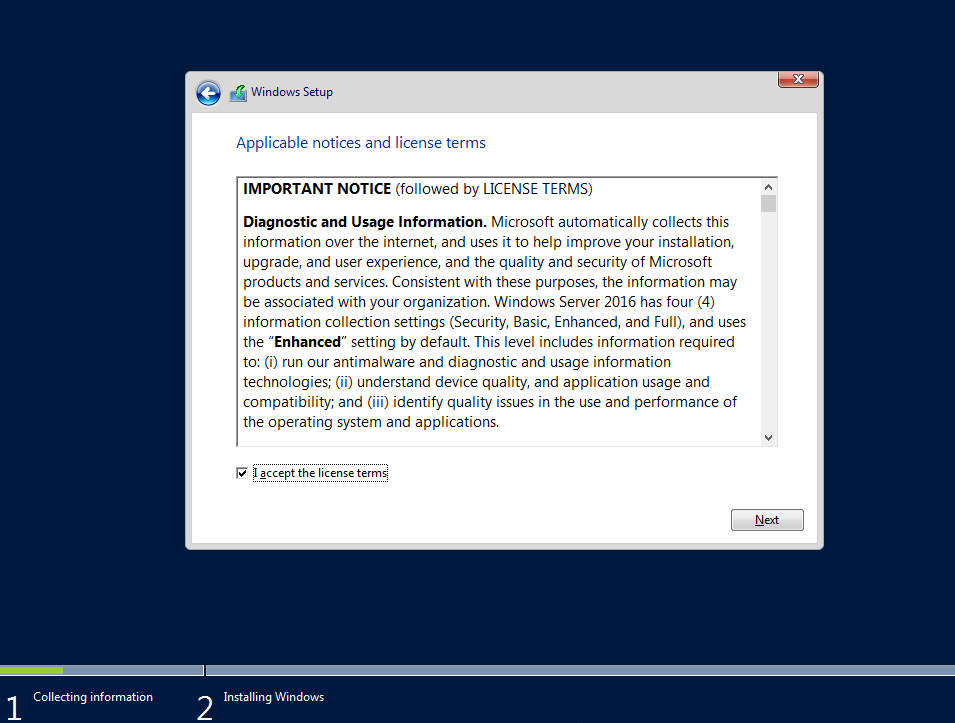 Windows Setup
Applicable notices and license terms
IMPORTANT NOTICE (followed by LICENSE TERMS)
Diagnostic and Usage Information. Microsoft automatically collects this
information over the internet, and uses it to help improve your installation,
upgrade, and user experience, and the quality and security of Microsoft
products and services. Consistent with these purposes, the information may
be associated with your organization. Windows Server 2016 has four (4)
information collection settings (Security, Basic, Enhanced, and Full), and uses
the “Enhanced” setting by default. This level includes information required
to: (i) run our antimalware and diagnostic and usage information
technologies; (ii) understand device quality, and application usage and
compatibility; and (iii) identify quality issues in the use and performance of
the operating system and applications.
I accept the license terms
Next
1 Collecting information
2 Installing Windows